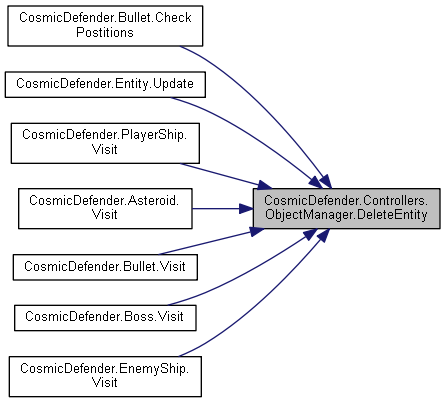 CosmicDefender.Bullet.Check
Postitions
CosmicDefender.Entity.Update
CosmicDefender.PlayerShip.
Visit
CosmicDefender.Asteroid.
Visit
CosmicDefender.Controllers.
ObjectManager.DeleteEntity
CosmicDefender.Bullet.Visit
CosmicDefender.Boss.Visit
CosmicDefender.EnemyShip.
Visit